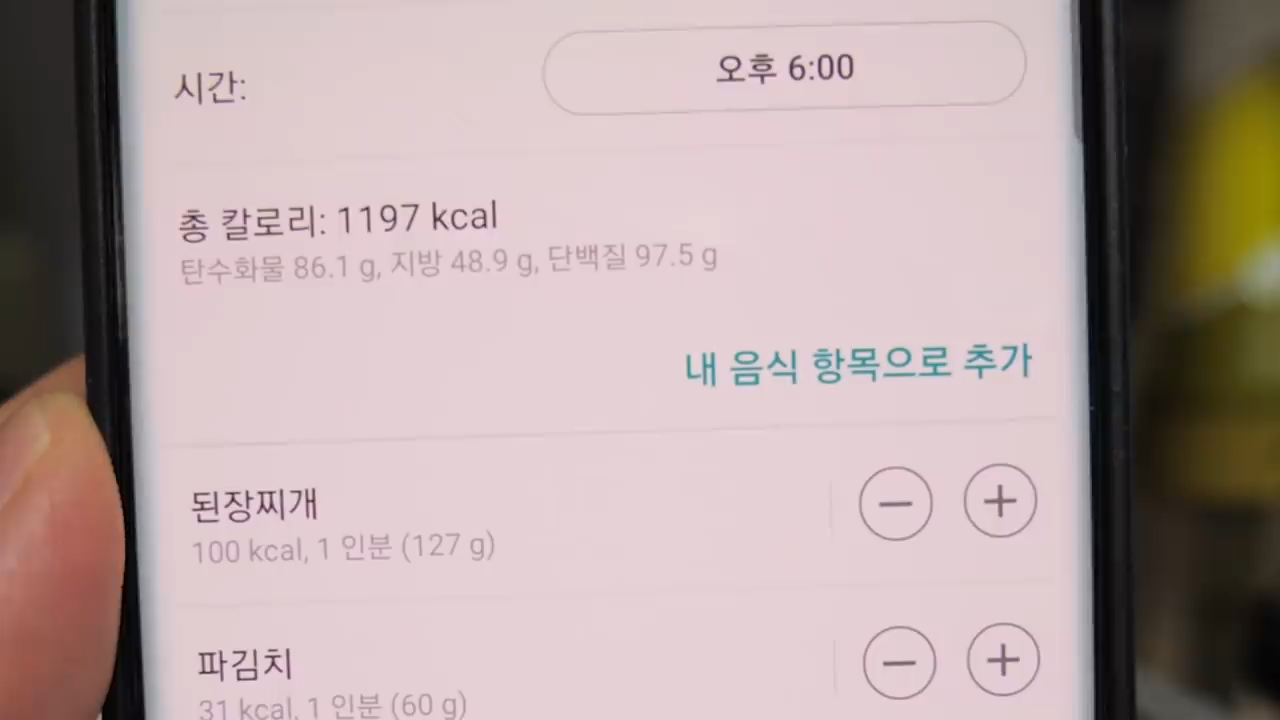 시간:
오후 6:00
총 칼로리: 1197 kcal
탄수화물 86.1 g, 지방 48.9 g, 단백질 97.5 g
내 음식 항목으로 추가
된장찌개
100 kcal, 1 인분 (127 g)
파김치
31 kcal, 1 인분 (60 g)